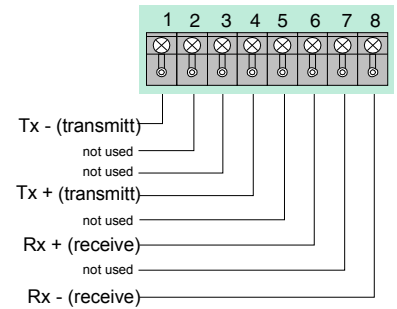 1 2 3 4 5 6 7 8
Tx - (transmitt)
not used
not used
Tx + (transmitt)
not used
Rx + (receive)
not used
Rx - (receive)